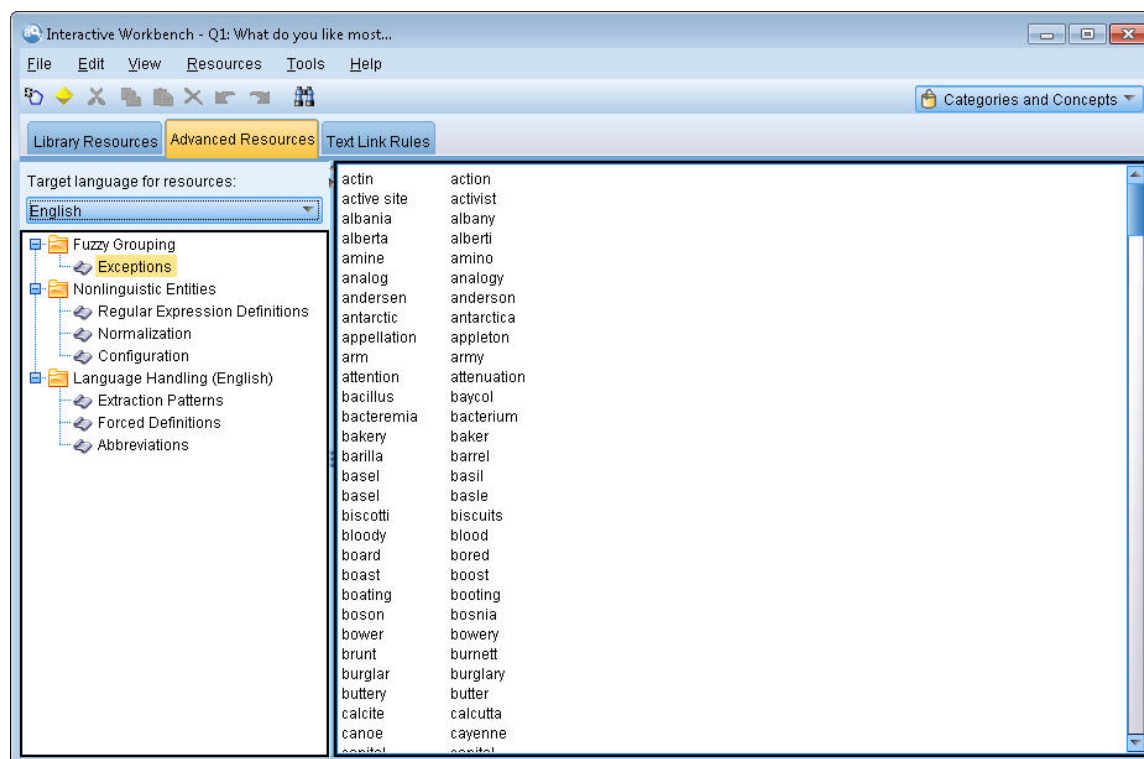 Interactive Workbench - Q1: What do you like most...
File Edit View Resources Tools Help
Categories and Concepts
Library Resources Advanced Resources Text Link Rules
Target language for resources:
English
Fuzzy Grouping
Exceptions
Nonlinguistic Entities
Regular Expression Definitions
Normalization
Configuration
Language Handling (English)
Extraction Patterns
Forced Definitions
Abbreviations
actin action
active site activist
albania albany
alberta alberti
amine amino
analog analogy
andersen anderson
antarctic antarctica
appellation appleton
arm army
attention attenuation
bacillus baycol
bacteremia bacterium
bakery baker
barilla barrel
basel basil
basel basle
biscotti biscuits
bloody blood
board bored
boast boost
boating booting
boson bosnia
bower bowery
brunt burnett
burglar burglary
buttery butter
calcite calcutta
canoe cayenne